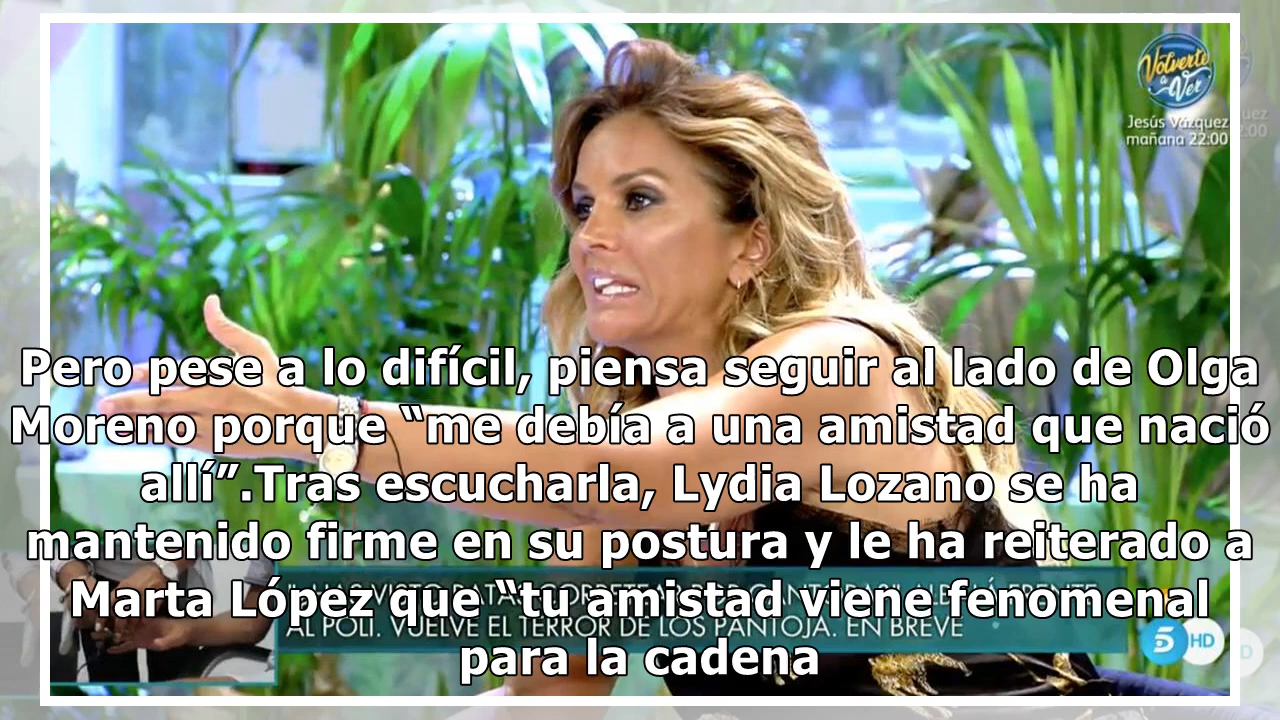 Volverte
a
Ver
Jesús Vázquez
mañana 22:00
Pero pese a lo difícil, piensa seguir al lado de Olga
Moreno porque “me debía a una amistad que nació
allí”.Tras escucharla, Lydia Lozano se ha
mantenido firme en su postura y le ha reiterado a
Marta López que “tu amistad viene fenomenal
para la cadena
AL POLI. VUELVE EL TERROR DE LOS PANTOJA. EN BREVE
5 HD